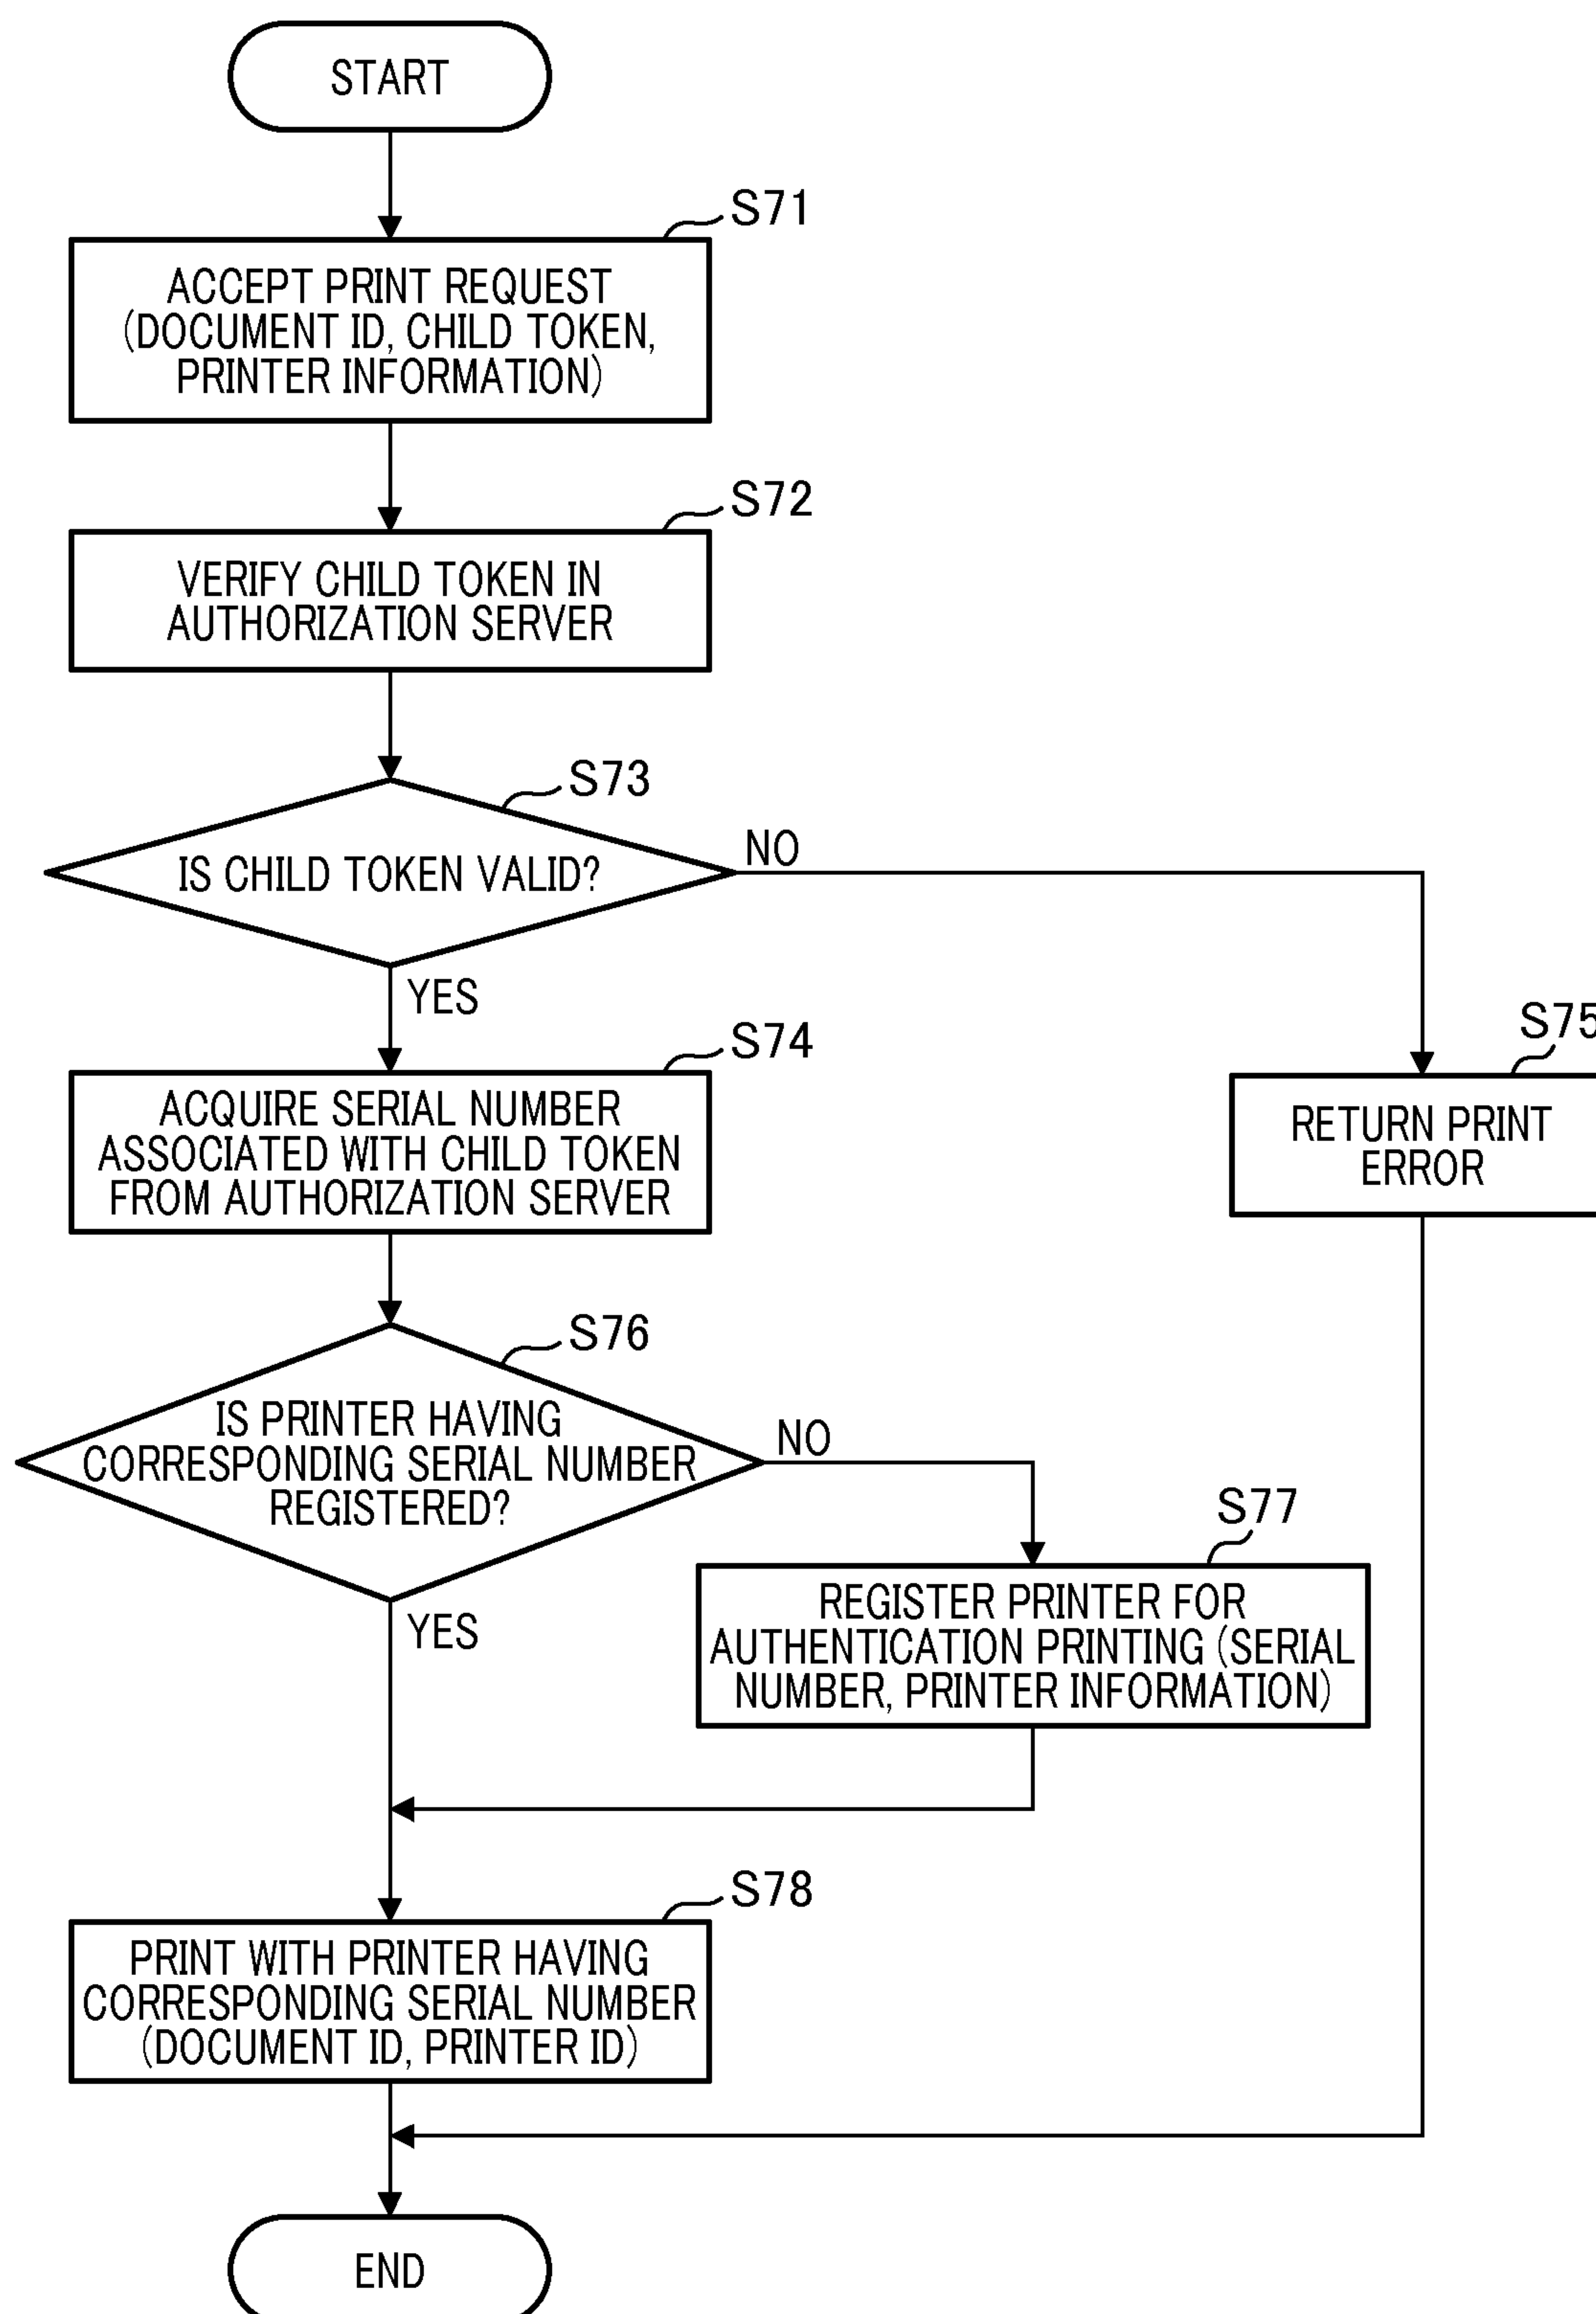 START
S71
ACCEPT PRINT REQUEST
(DOCUMENT ID, CHILD TOKEN,
PRINTER INFORMATION)
S72
VERIFY CHILD TOKEN IN
AUTHORIZATION SERVER
S73
IS CHILD TOKEN VALID?
NO
YES
S74
ACQUIRE SERIAL NUMBER
ASSOCIATED WITH CHILD TOKEN
FROM AUTHORIZATION SERVER
S75
RETURN PRINT
ERROR
S76
IS PRINTER HAVING
CORRESPONDING SERIAL NUMBER
REGISTERED?
NO
YES
S77
REGISTER PRINTER FOR
AUTHENTICATION PRINTING (SERIAL
NUMBER, PRINTER INFORMATION)
S78
PRINT WITH PRINTER HAVING
CORRESPONDING SERIAL NUMBER
(DOCUMENT ID, PRINTER ID)
END